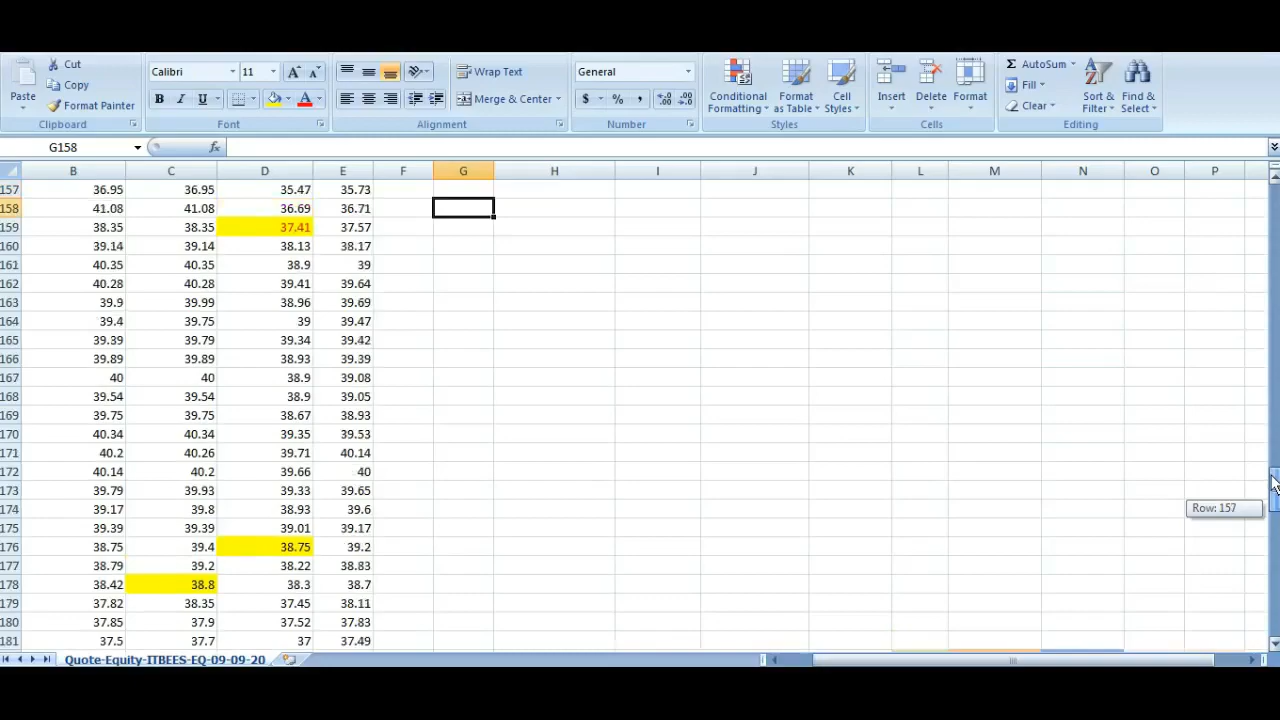 Cut
Copy
Format Painter
Paste
Clipboard
Calibri 11 A A
B I U A
Font
Wrap Text
Merge & Center
Alignment
General
$ % , .0 .00 .00 .0
Number
Conditional Formatting
Format as Table
Cell Styles
Styles
Insert Delete Format
Cells
Σ AutoSum
Fill
Clear
Sort & Filter
Find & Select
Editing
G158 fx
B C D E F G H I J K L M N O P
157 36.95 36.95 35.47 35.73
158 41.08 41.08 36.69 36.71
159 38.35 38.35 37.41 37.57
160 39.14 39.14 38.13 38.17
161 40.35 40.35 38.9 39
162 40.28 40.28 39.41 39.64
163 39.9 39.99 38.96 39.69
164 39.4 39.75 39 39.47
165 39.39 39.79 39.34 39.42
166 39.89 39.89 38.93 39.39
167 40 40 38.9 39.08
168 39.54 39.54 38.9 39.05
169 39.75 39.75 38.67 38.93
170 40.34 40.34 39.35 39.53
171 40.2 40.26 39.71 40.14
172 40.14 40.2 39.66 40
173 39.79 39.93 39.33 39.65
174 39.17 39.8 38.93 39.6
175 39.39 39.39 39.01 39.17
176 38.75 39.4 38.75 39.2
177 38.79 39.2 38.22 38.83
178 38.42 38.8 38.3 38.7
179 37.82 38.35 37.45 38.11
180 37.85 37.9 37.52 37.83
181 37.5 37.7 37 37.49
Row: 157
Quote-Equity-ITBEES-EQ-09-09-20